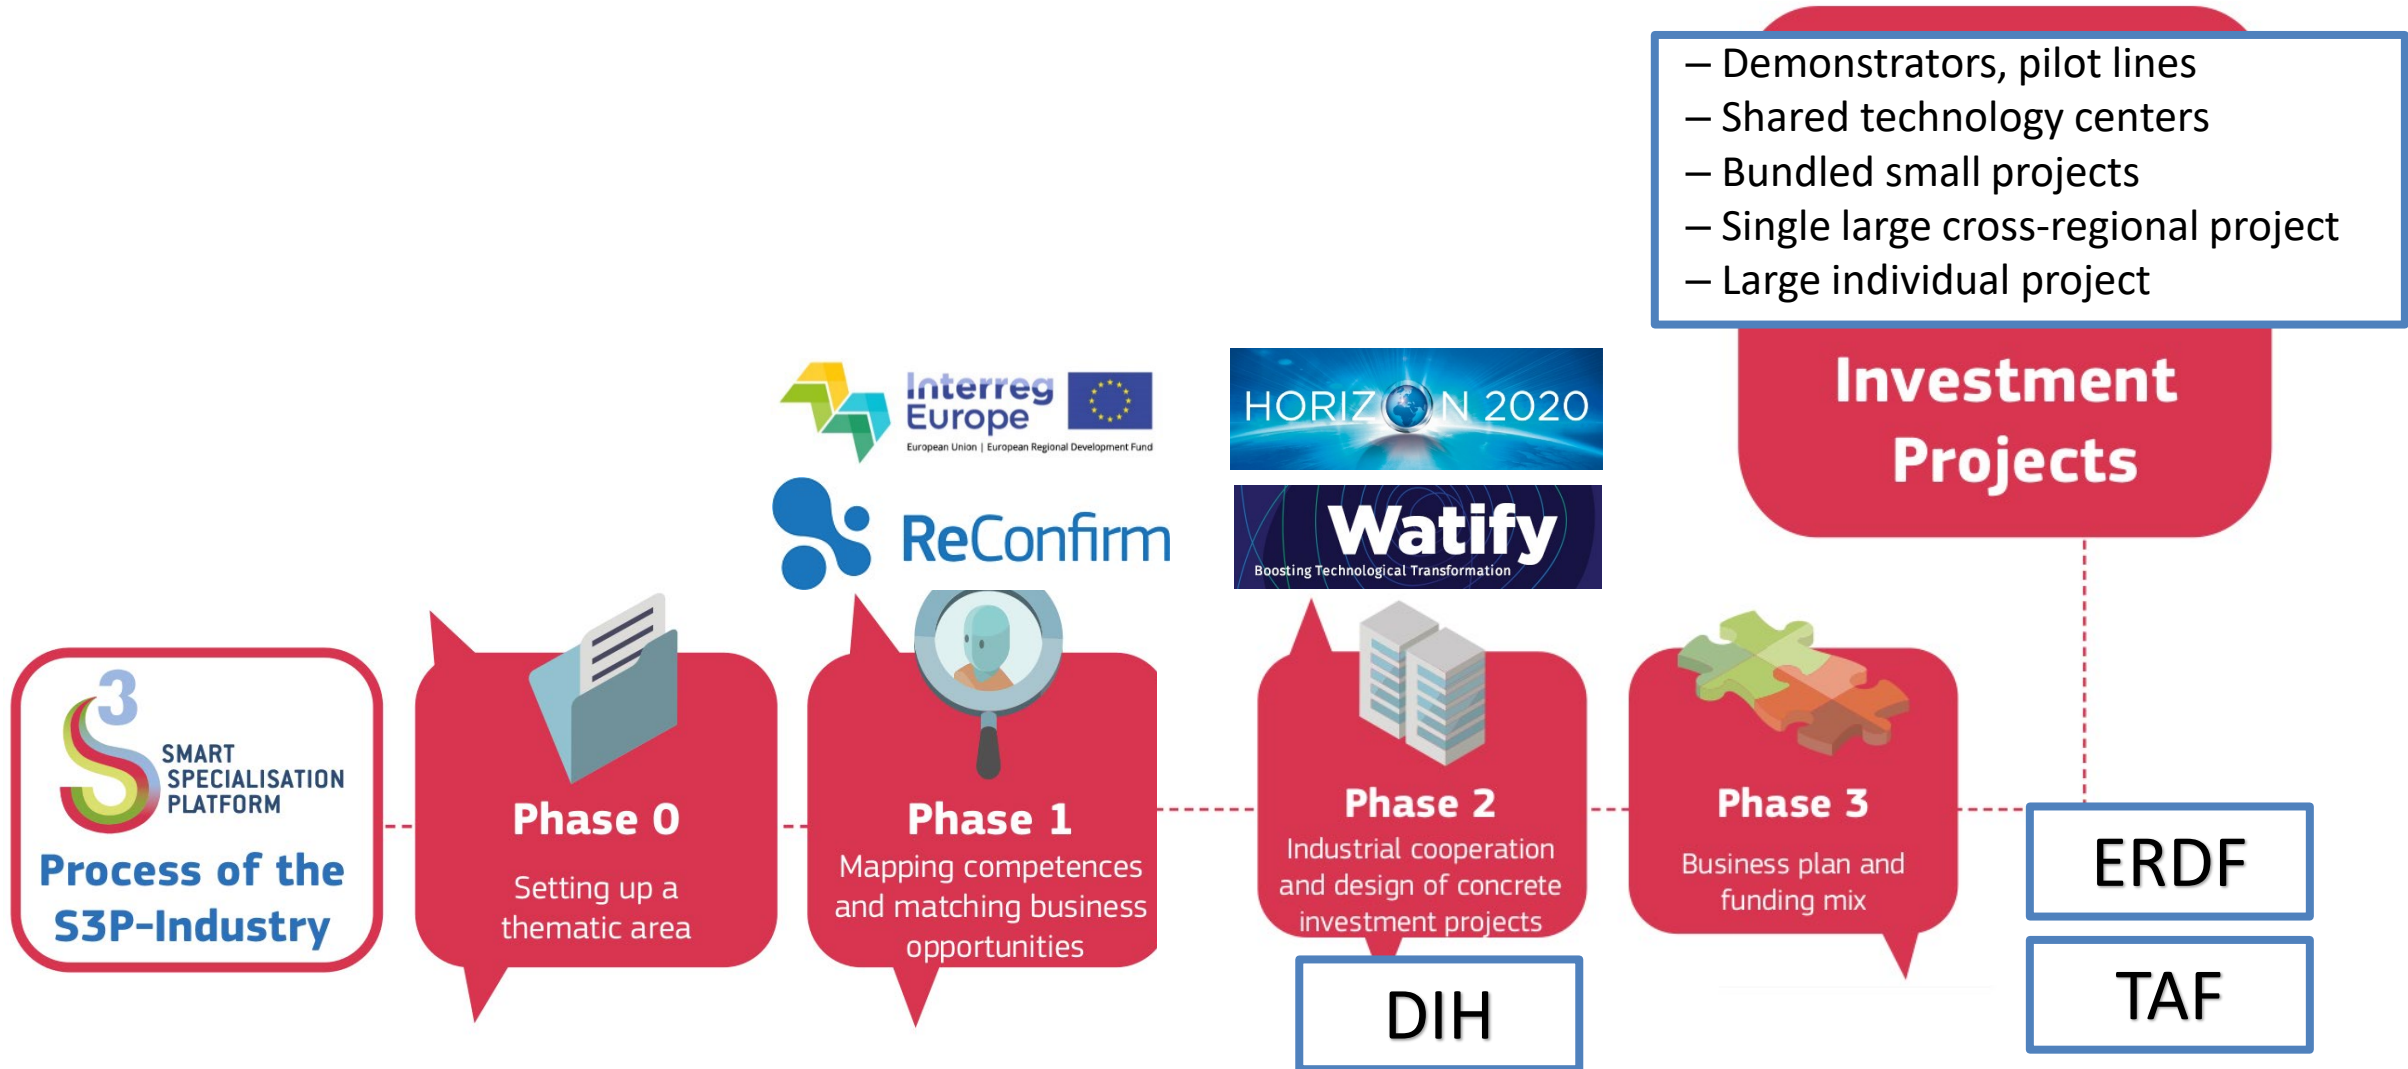 – Demonstrators, pilot lines
– Shared technology centers
– Bundled small projects
– Single large cross-regional project
– Large individual project
Investment
Projects
Interreg
Europe
European Union | European Regional Development Fund
ReConfirm
HORIZON 2020
Watify
Boosting Technological Transformation
S3
SMART
SPECIALISATION
PLATFORM
Process of the
S3P-Industry
Phase 0
Setting up a
thematic area
Phase 1
Mapping competences
and matching business
opportunities
Phase 2
Industrial cooperation
and design of concrete
investment projects
DIH
Phase 3
Business plan and
funding mix
ERDF
TAF